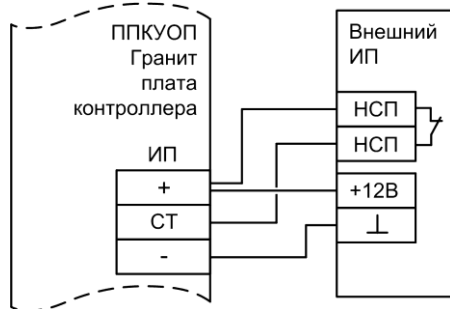 ППКУОП
Гранит
плата
контроллера
ИП
+
СТ
-
Внешний
ИП
НСП
НСП
+12В
⊥